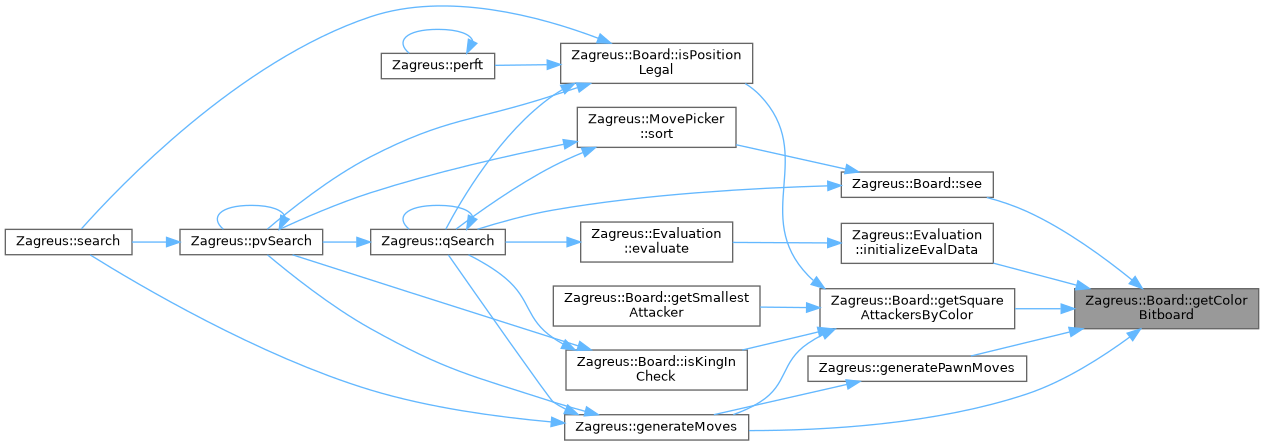 Zagreus::Board::isPosition
Legal
Zagreus::perft
Zagreus::MovePicker
::sort
Zagreus::Board::see
Zagreus::search
Zagreus::pvSearch
Zagreus::qSearch
Zagreus::Evaluation
::evaluate
Zagreus::Evaluation
::initializeEvalData
Zagreus::Board::getSmallest
Attacker
Zagreus::Board::getSquare
AttackersByColor
Zagreus::Board::getColor
Bitboard
Zagreus::Board::isKingIn
Check
Zagreus::generatePawnMoves
Zagreus::generateMoves